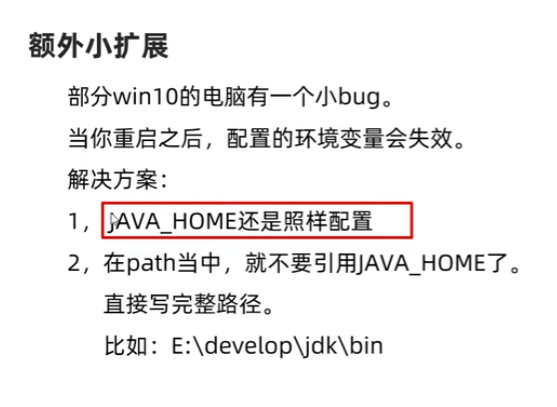 额外小扩展
部分win10的电脑有一个小bug。
当你重启之后，配置的环境变量会失效。
解决方案：
1，JAVA_HOME还是照样配置
2，在path当中，就不要引用JAVA_HOME了。
直接写完整路径。
比如：E:\develop\jdk\bin